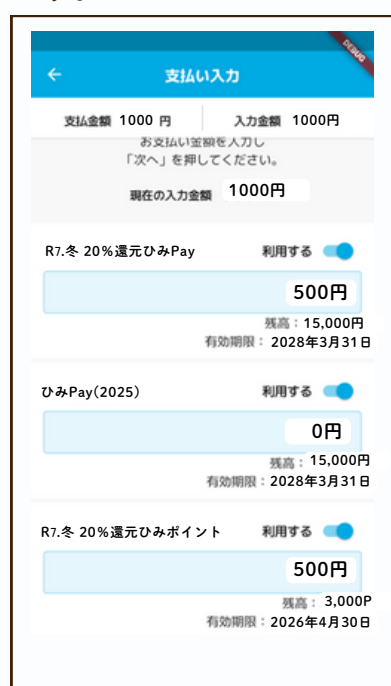 DEBUG
支払い入力
支払金額 1000 円 入力金額 1000円
お支払い金額を入力し
「次へ」を押してください。
現在の入力金額 1000円
R7.冬 20%還元ひみPay 利用する
500円
残高：15,000円
有効期限：2028年3月31日
ひみPay(2025) 利用する
0円
残高：15,000円
有効期限：2028年3月31日
R7.冬 20%還元ひみポイント 利用する
500円
残高：3,000P
有効期限：2026年4月30日